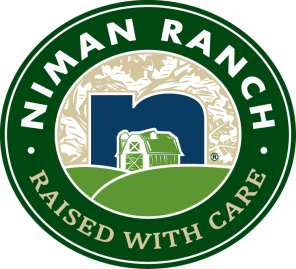 NIMAN RANCH
n
®
• RAISED WITH CARE •